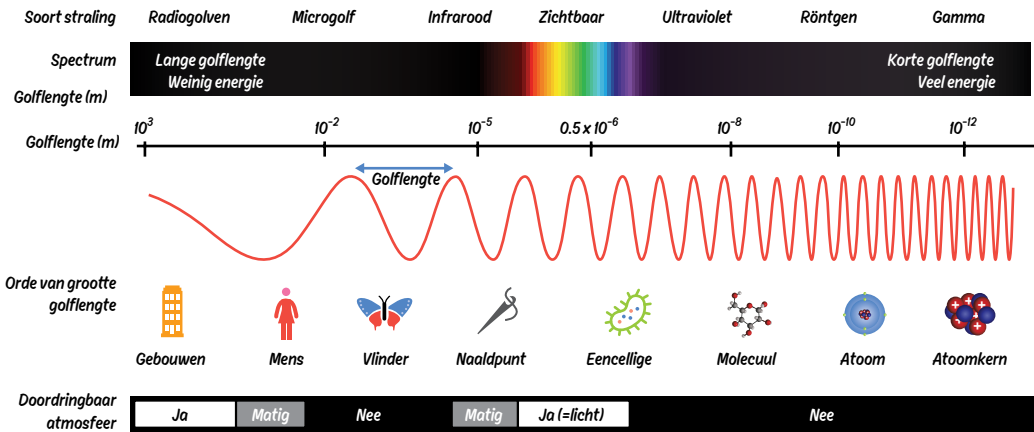 Soort straling Radiogolven Microgolf Infrarood Zichtbaar Ultraviolet Röntgen Gamma
Spectrum
Lange golflengte
Weinig energie
Korte golflengte
Veel energie
Golflengte (m)
Golflengte (m) 10³ 10⁻² 10⁻⁵ 0.5 x 10⁻⁶ 10⁻⁸ 10⁻¹⁰ 10⁻¹²
Golflengte
Orde van grootte
golflengte
Gebouwen Mens Vlinder Naaldpunt Eencellige Molecuul Atoom Atoomkern
Doordringbaar
atmosfeer
Ja Matig Nee Matig Ja (=licht) Nee